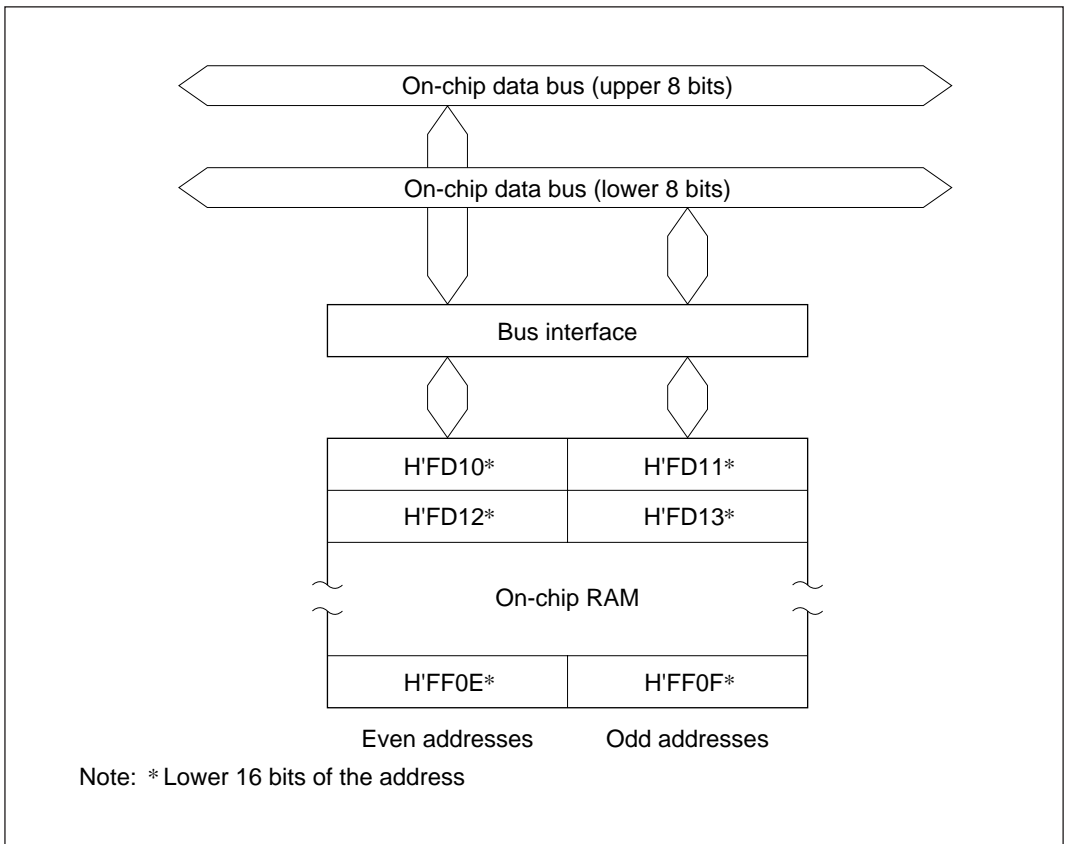 On-chip data bus (upper 8 bits)
On-chip data bus (lower 8 bits)
Bus interface
H'FD10* H'FD11*
H'FD12* H'FD13*
On-chip RAM
H'FF0E* H'FF0F*
Even addresses Odd addresses
Note: * Lower 16 bits of the address